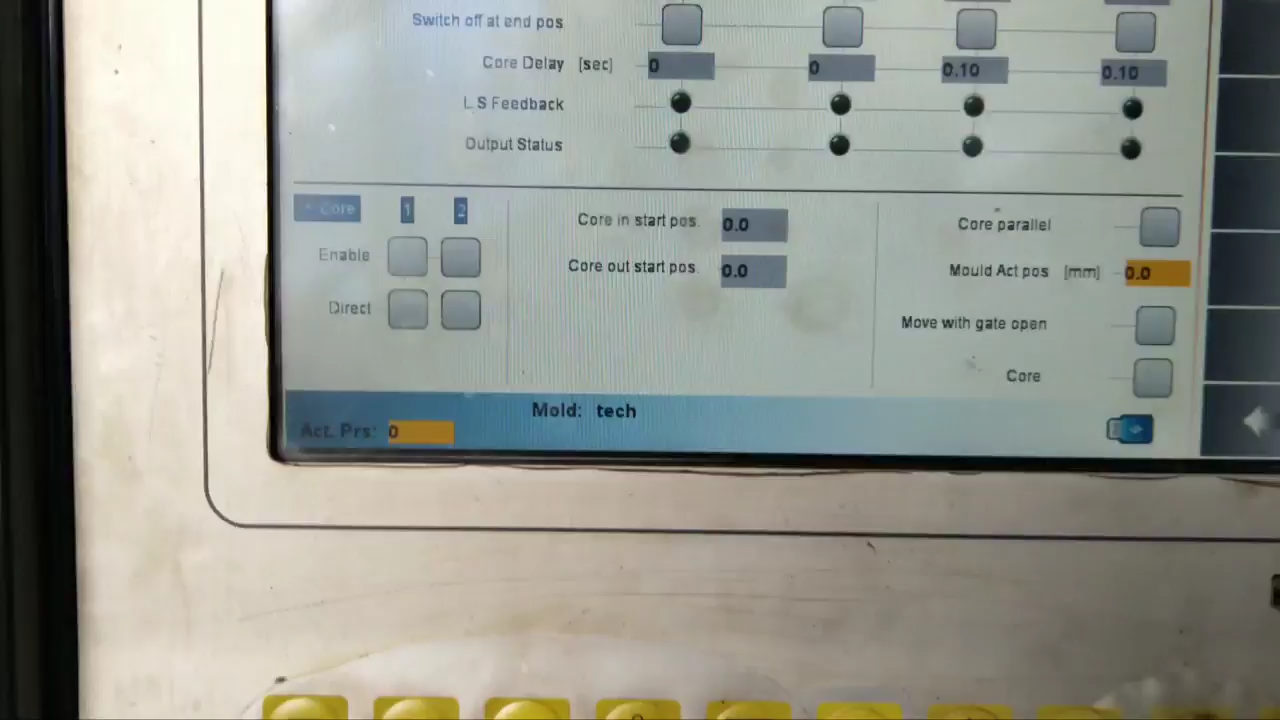 Switch off at end pos
Core Delay [sec] 0 0 0.10 0.10
L.S Feedback
Output Status
Core 1 2
Enable
Direct
Core in start pos. 0.0
Core out start pos. 0.0
Core parallel
Mould Act pos [mm] 0.0
Move with gate open
Core
Mold: tech
Act. Prs: 0